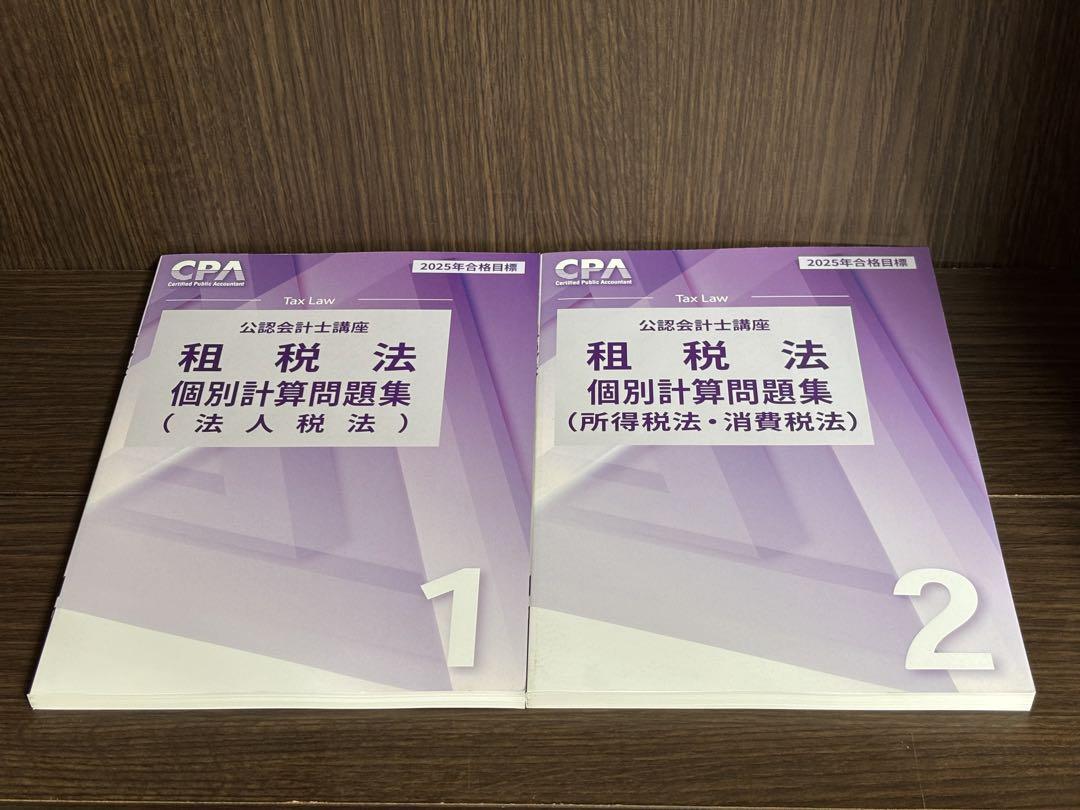 CPA
Certified Public Accountant
2025年合格目標
Tax Law
公認会計士講座
租税法
個別計算問題集
(法人税法)
1
CPA
Certified Public Accountant
2025年合格目標
Tax Law
公認会計士講座
租税法
個別計算問題集
(所得税法・消費税法)
2